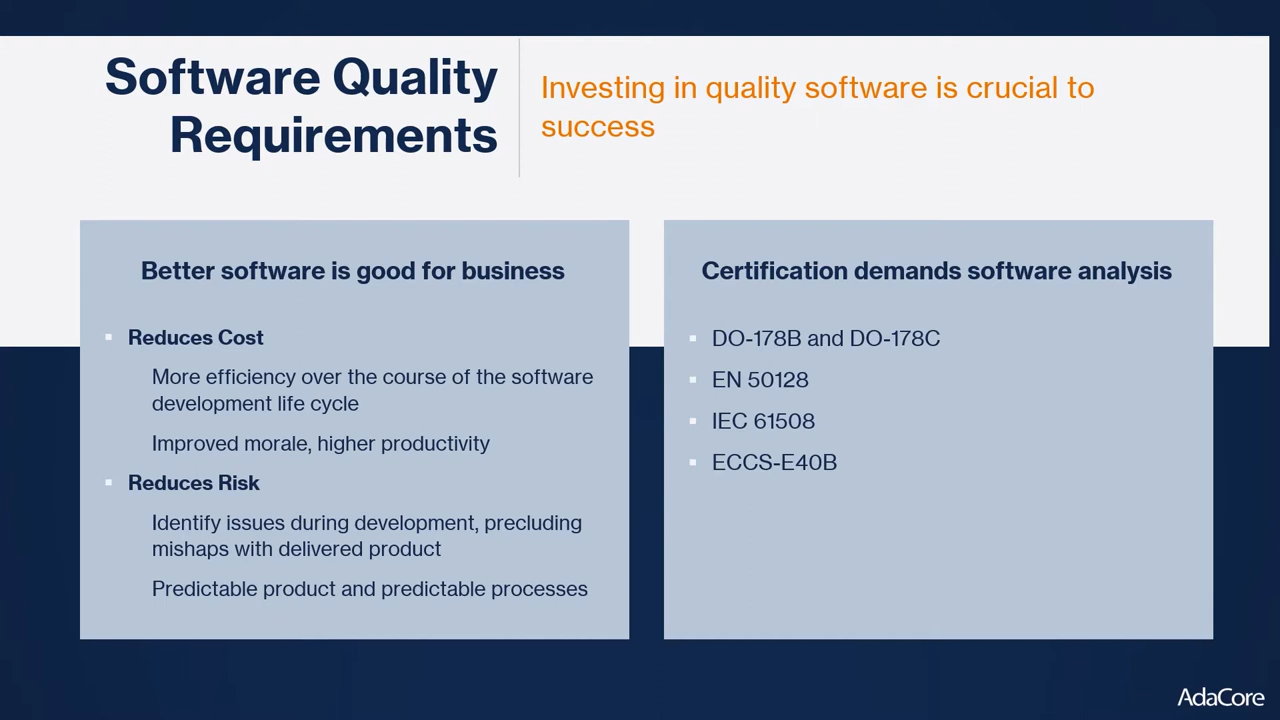 Software Quality
Requirements
Investing in quality software is crucial to
success
Better software is good for business
Reduces Cost
More efficiency over the course of the software
development life cycle
Improved morale, higher productivity
Reduces Risk
Identify issues during development, precluding
mishaps with delivered product
Predictable product and predictable processes
Certification demands software analysis
DO-178B and DO-178C
EN 50128
IEC 61508
ECCS-E40B
AdaCore